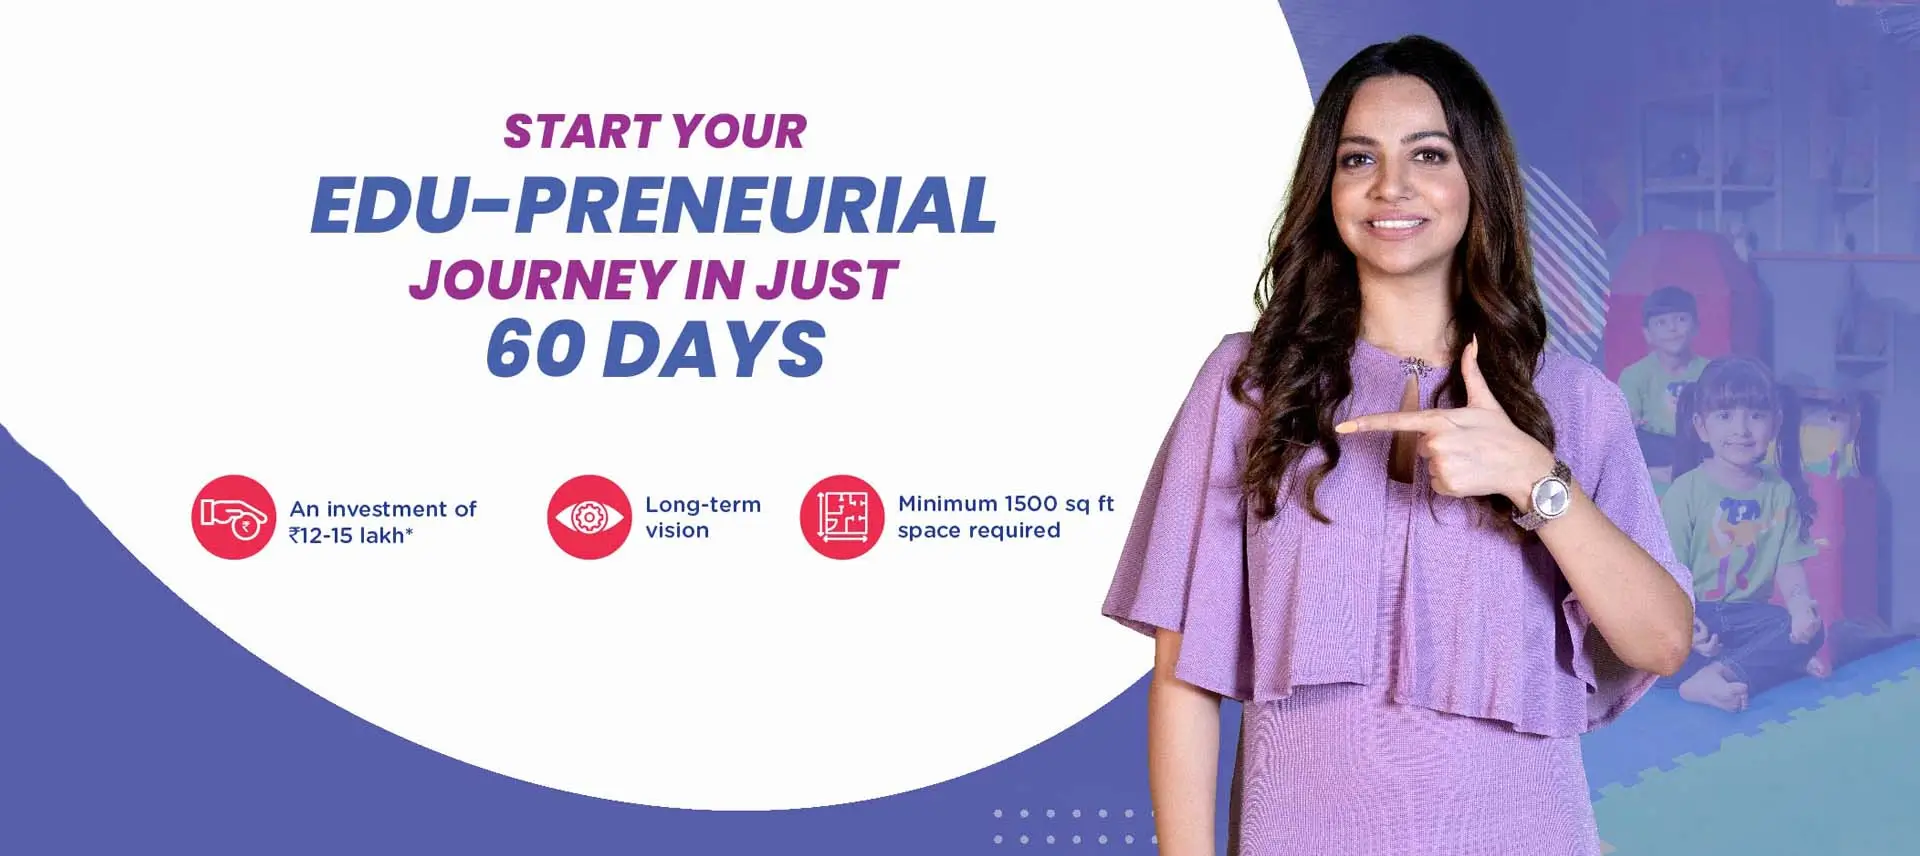 START YOUR
EDU-PRENEURIAL
JOURNEY IN JUST
60 DAYS
An investment of
₹12-15 lakh*
Long-term
vision
Minimum 1500 sq ft
space required